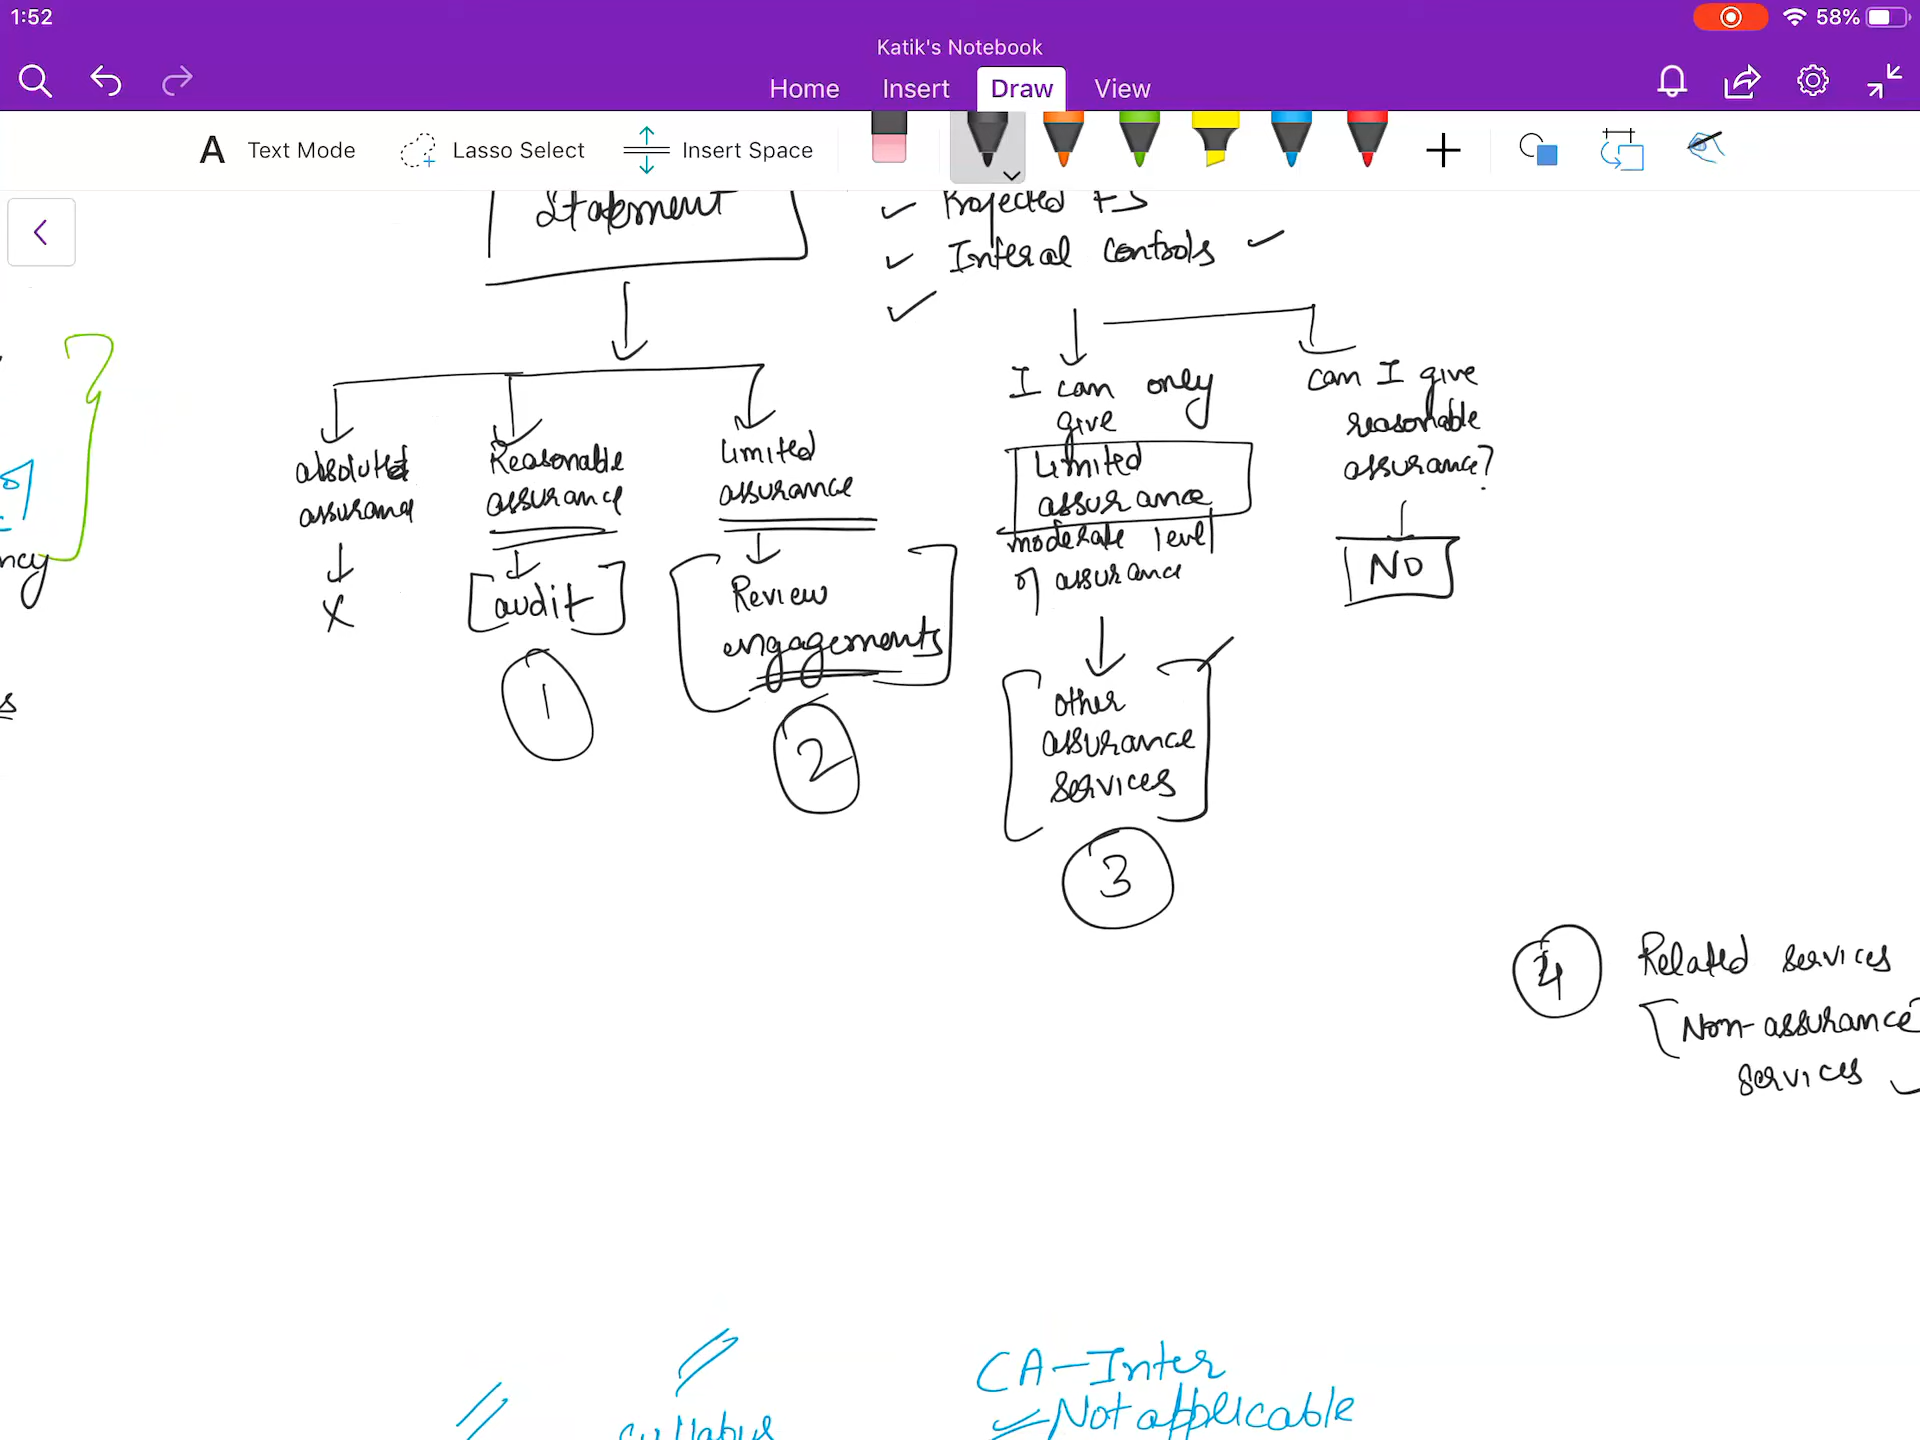 1:52
58%
Katik's Notebook
Home Insert Draw View
A Text Mode Lasso Select Insert Space
Statement
Projected FS
Internal controls
absolute assurance
X
Reasonable assurance
audit
1
Limited assurance
Review engagements
2
I can only give
Limited assurance
moderate level of assurance
other assurance services
3
can I give reasonable assurance?
NO
ncy
s
4 Related services
Non-assurance
services
CA-Inter
Not applicable
syllabus